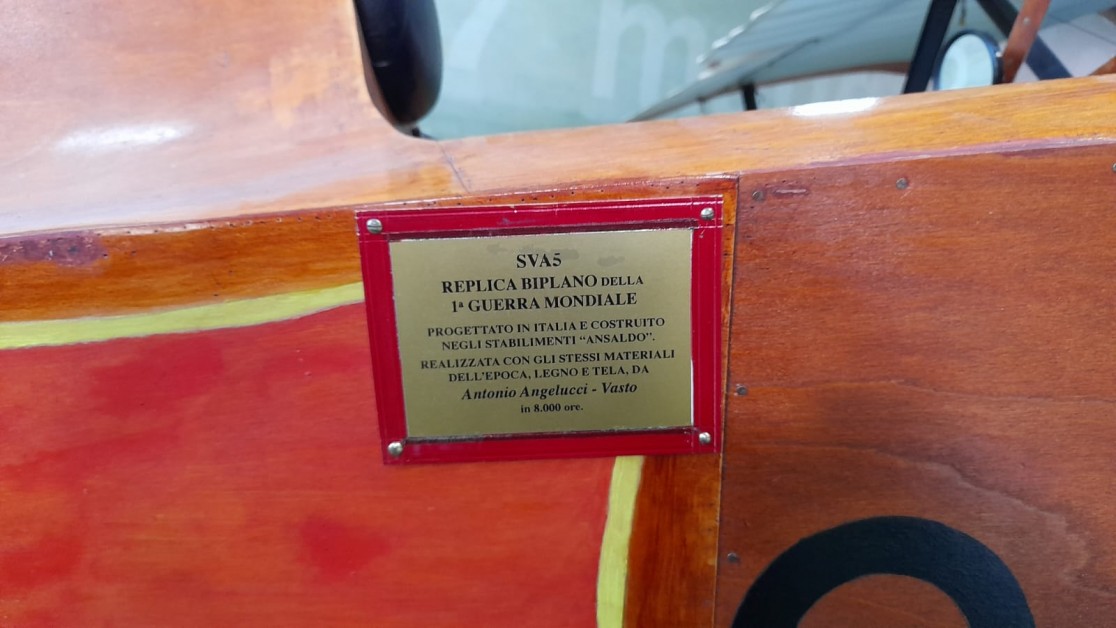 SVA5
REPLICA BIPLANO DELLA
1ª GUERRA MONDIALE
PROGETTATO IN ITALIA E COSTRUITO
NEGLI STABILIMENTI “ANSALDO”.
REALIZZATA CON GLI STESSI MATERIALI
DELL'EPOCA, LEGNO E TELA, DA
Antonio Angelucci - Vasto
in 8.000 ore.